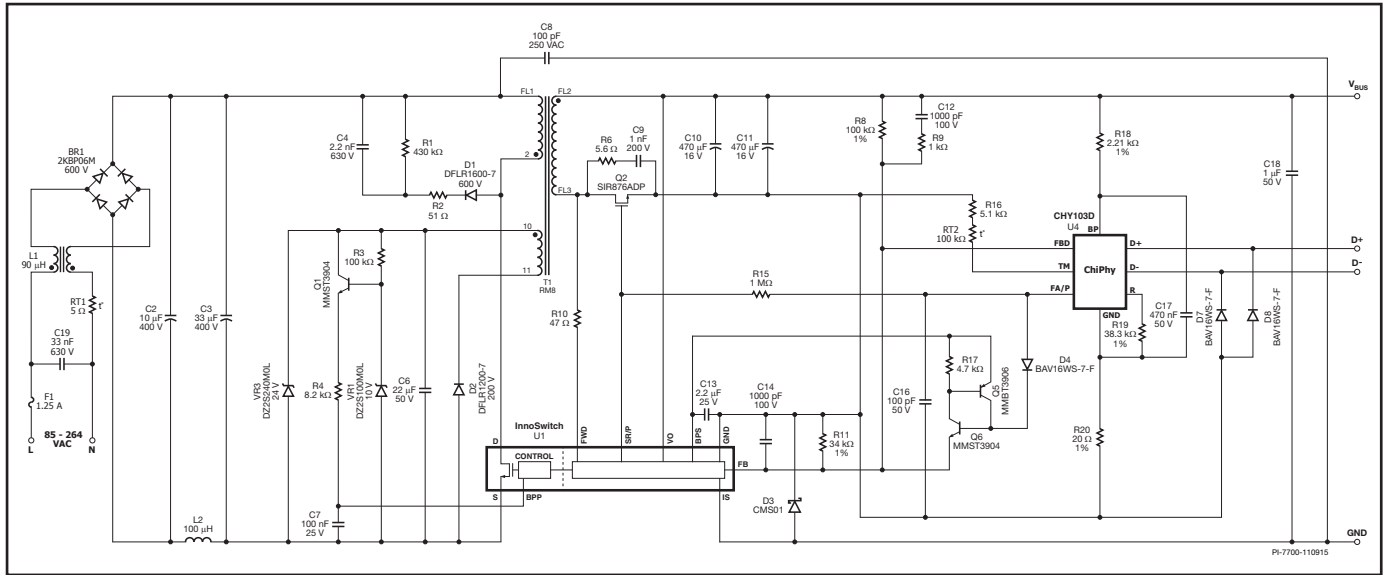 C8
100 pF
250 VAC
FL1
FL2
V_BUS
BR1
2KBP06M
600 V
C4
2.2 nF
630 V
R1
430 kΩ
D1
DFLR1600-7
600 V
2
R2
51 Ω
R6
5.6 Ω
C9
1 nF
200 V
Q2
SIR876ADP
FL3
C10
470 µF
16 V
C11
470 µF
16 V
R8
100 kΩ
1%
C12
1000 pF
100 V
R9
1 kΩ
R18
2.21 kΩ
1%
C18
1 µF
50 V
L1
90 µH
RT1
5 Ω
t°
C19
33 nF
630 V
F1
1.25 A
85 - 264
VAC
L
N
C2
10 µF
400 V
C3
33 µF
400 V
L2
100 µH
10
11
T1
RM8
R3
100 kΩ
Q1
MMST3904
VR3
DZ2S240M0L
24 V
R4
8.2 kΩ
VR1
DZ2S100M0L
10 V
C6
22 µF
50 V
D2
DFLR1200-7
200 V
C7
100 nF
25 V
R10
47 Ω
R15
1 MΩ
R16
5.1 kΩ
RT2
100 kΩ
t°
CHY103D
U4
BP
FBD
TM
FA/P
ChiPhy
D+
D-
R
GND
D+
D-
R19
38.3 kΩ
1%
C17
470 nF
50 V
D7
BAV16WS-7-F
D8
BAV16WS-7-F
R20
20 Ω
1%
R17
4.7 kΩ
D4
BAV16WS-7-F
Q5
MMBT3906
Q6
MMST3904
C16
100 pF
50 V
C13
2.2 µF
25 V
C14
1000 pF
100 V
R11
34 kΩ
1%
D3
CMS01
InnoSwitch
U1
D
CONTROL
S
BPP
FWD
SR/P
VO
BPS
GND
FB
IS
GND
PI-7700-110915